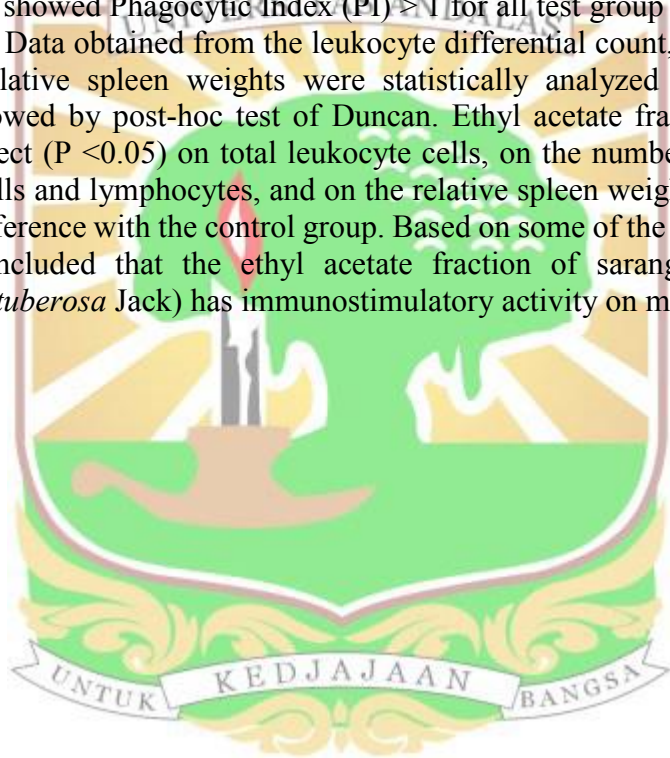 showed Phagocytic Index (PI) > 1 for all test group
UNIVERSITAS ANDALAS
Data obtained from the leukocyte differential count,
lative spleen weights were statistically analyzed
owed by post-hoc test of Duncan. Ethyl acetate fra
ect (P <0.05) on total leukocyte cells, on the number
lls and lymphocytes, and on the relative spleen weigh
ference with the control group. Based on some of the
ncluded that the ethyl acetate fraction of sarang
tuberosa Jack) has immunostimulatory activity on m
UNTUK KEDJAJAAN BANGSA